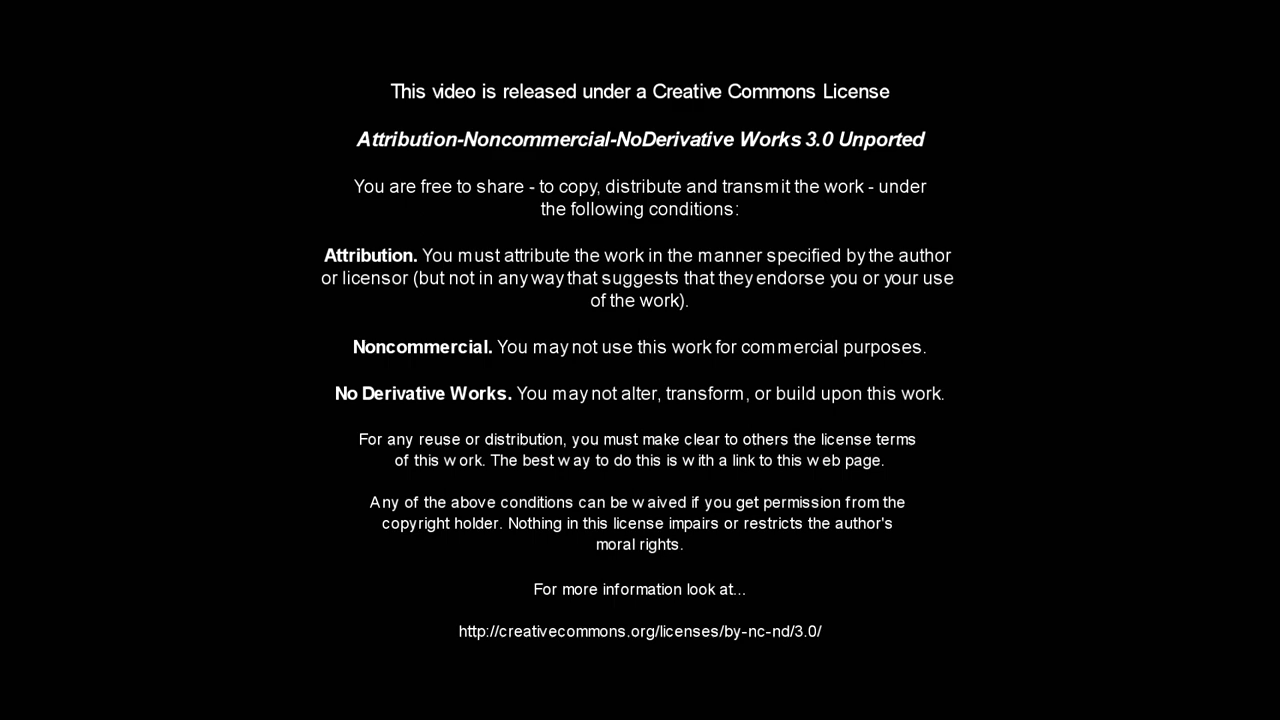 This video is released under a Creative Commons License
Attribution-Noncommercial-NoDerivative Works 3.0 Unported
You are free to share - to copy, distribute and transmit the work - under
the following conditions:
Attribution. You must attribute the work in the manner specified by the author
or licensor (but not in any way that suggests that they endorse you or your use
of the work).
Noncommercial. You may not use this work for commercial purposes.
No Derivative Works. You may not alter, transform, or build upon this work.
For any reuse or distribution, you must make clear to others the license terms
of this work. The best way to do this is with a link to this web page.
Any of the above conditions can be waived if you get permission from the
copyright holder. Nothing in this license impairs or restricts the author's
moral rights.
For more information look at...
http://creativecommons.org/licenses/by-nc-nd/3.0/